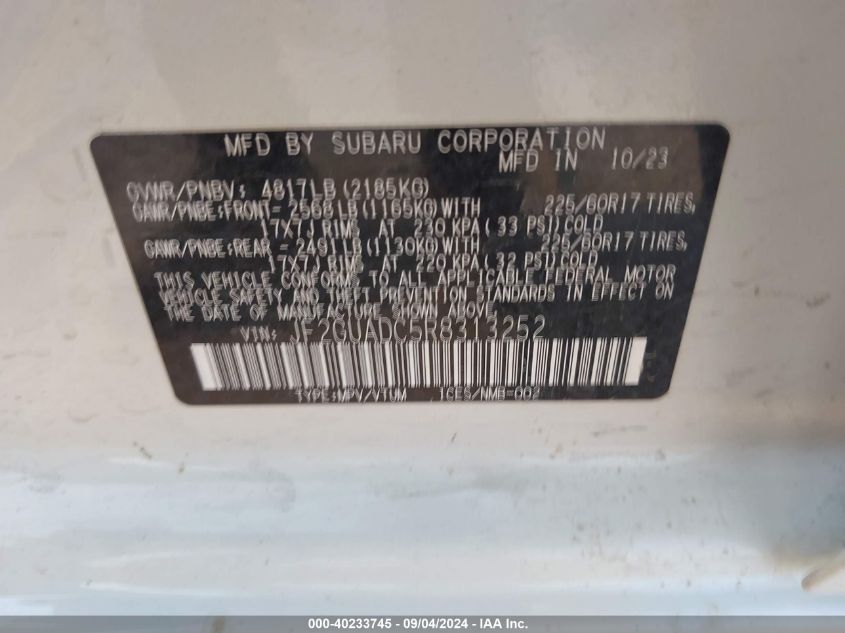 MFD BY SUBARU CORPORATION
MFD IN 10/23
GVWR/PNBV: 4817LB (2185KG)
GAWR/PNBE:FRONT= 2568LB (1165KG) WITH 225/60R17 TIRES,
17X7J RIMS AT 230 KPA ( 33 PSI) COLD
GAWR/PNBE:REAR = 2491LB (1130KG) WITH 225/60R17 TIRES,
17X7J RIMS AT 220 KPA ( 32 PSI) COLD
THIS VEHICLE CONFORMS TO ALL APPLICABLE FEDERAL MOTOR
VEHICLE SAFETY AND THEFT PREVENTION STANDARDS IN EFFECT ON
THE DATE OF MANUFACTURE SHOWN ABOVE.
VIN: JF2GUADC5R8313252
TYPE:MPV/VTUM ICES/NMB-002
000-40233745 - 09/04/2024 - IAA Inc.